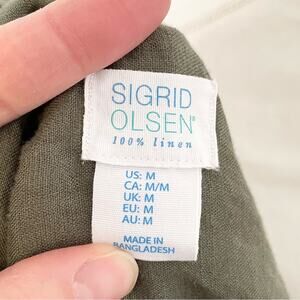 SIGRID
OLSEN®
100% linen
US: M
CA: M/M
UK: M
EU: M
AU: M
MADE IN
BANGLADESH